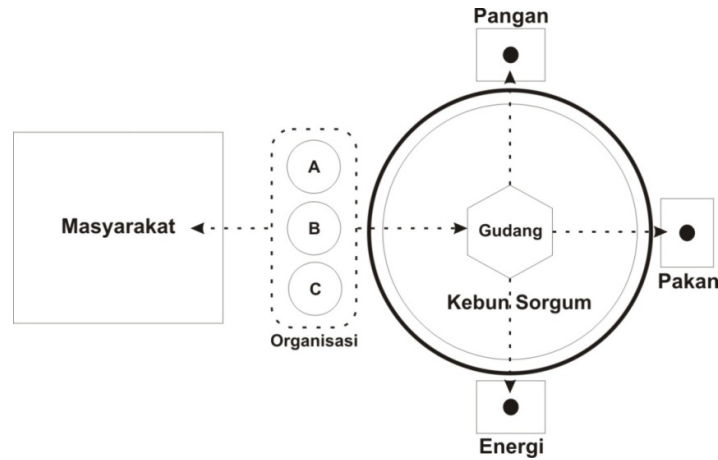 Pangan
A
Masyarakat
B
Gudang
C
Pakan
Kebun Sorgum
Organisasi
Energi